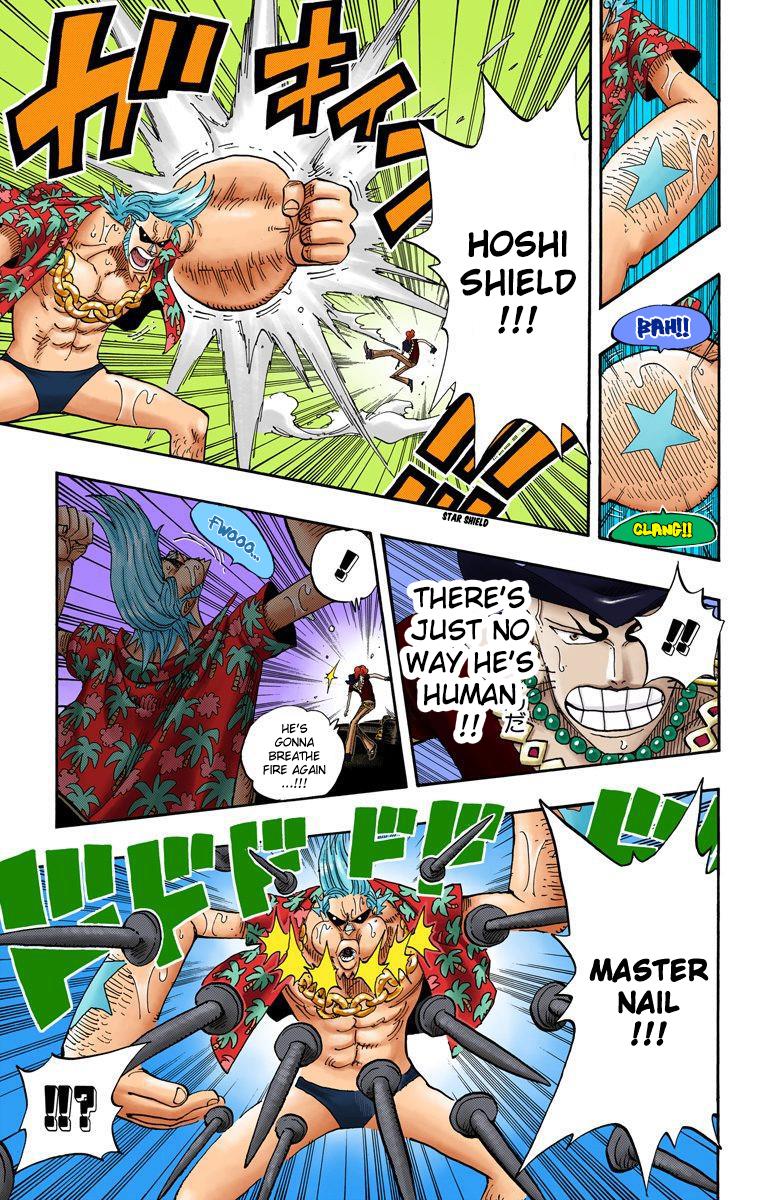 BAH!!
CLANG!!
HOSHI
SHIELD
!!!
ガキィン
!!!
STAR SHIELD
!!
THERE'S
JUST NO
WAY HE'S
HUMAN
!!
だ
!
FWOOO...
HE'S
GONNA
BREATHE
FIRE AGAIN
...!!!
MASTER
NAIL
!!!
ドドドド!!
ド!!
!!?